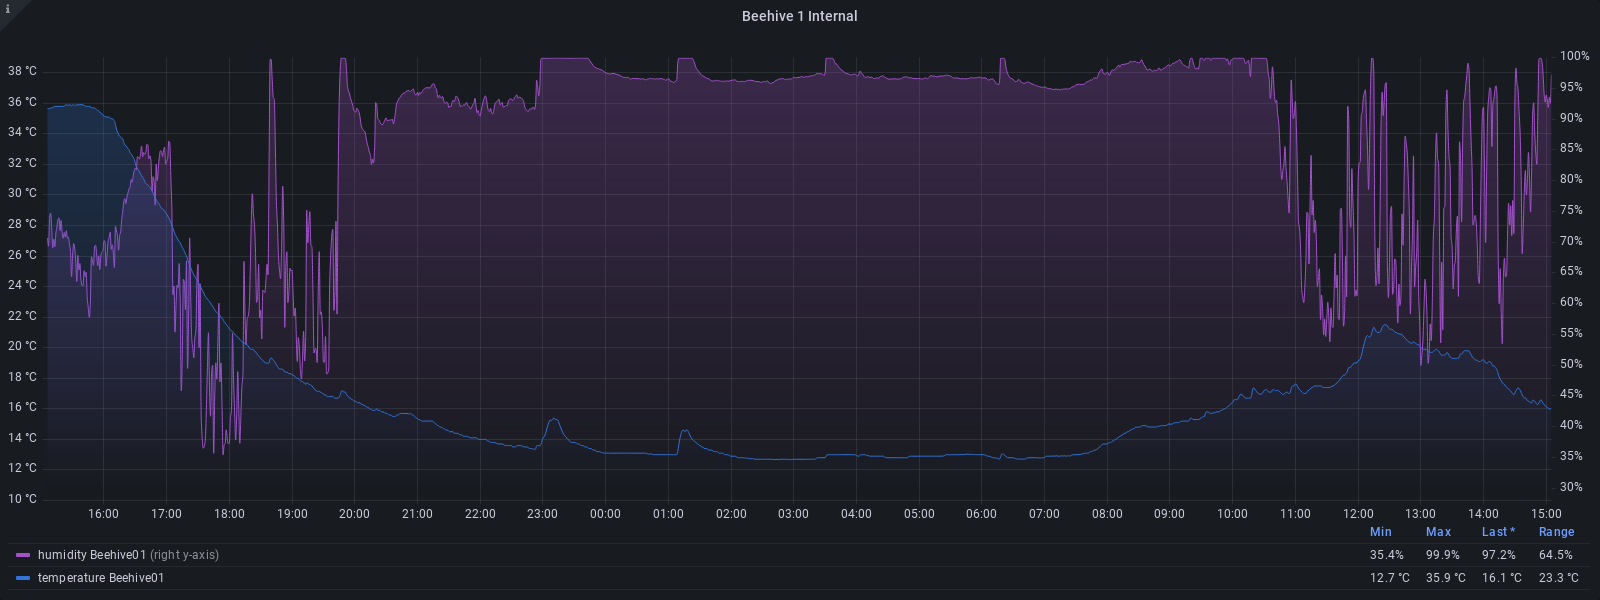 i
Beehive 1 Internal
38 °C
36 °C
34 °C
32 °C
30 °C
28 °C
26 °C
24 °C
22 °C
20 °C
18 °C
16 °C
14 °C
12 °C
10 °C
100%
95%
90%
85%
80%
75%
70%
65%
60%
55%
50%
45%
40%
35%
30%
16:00 17:00 18:00 19:00 20:00 21:00 22:00 23:00 00:00 01:00 02:00 03:00 04:00 05:00 06:00 07:00 08:00 09:00 10:00 11:00 12:00 13:00 14:00 15:00
Min Max Last * Range
humidity Beehive01 (right y-axis) 35.4% 99.9% 97.2% 64.5%
temperature Beehive01 12.7 °C 35.9 °C 16.1 °C 23.3 °C